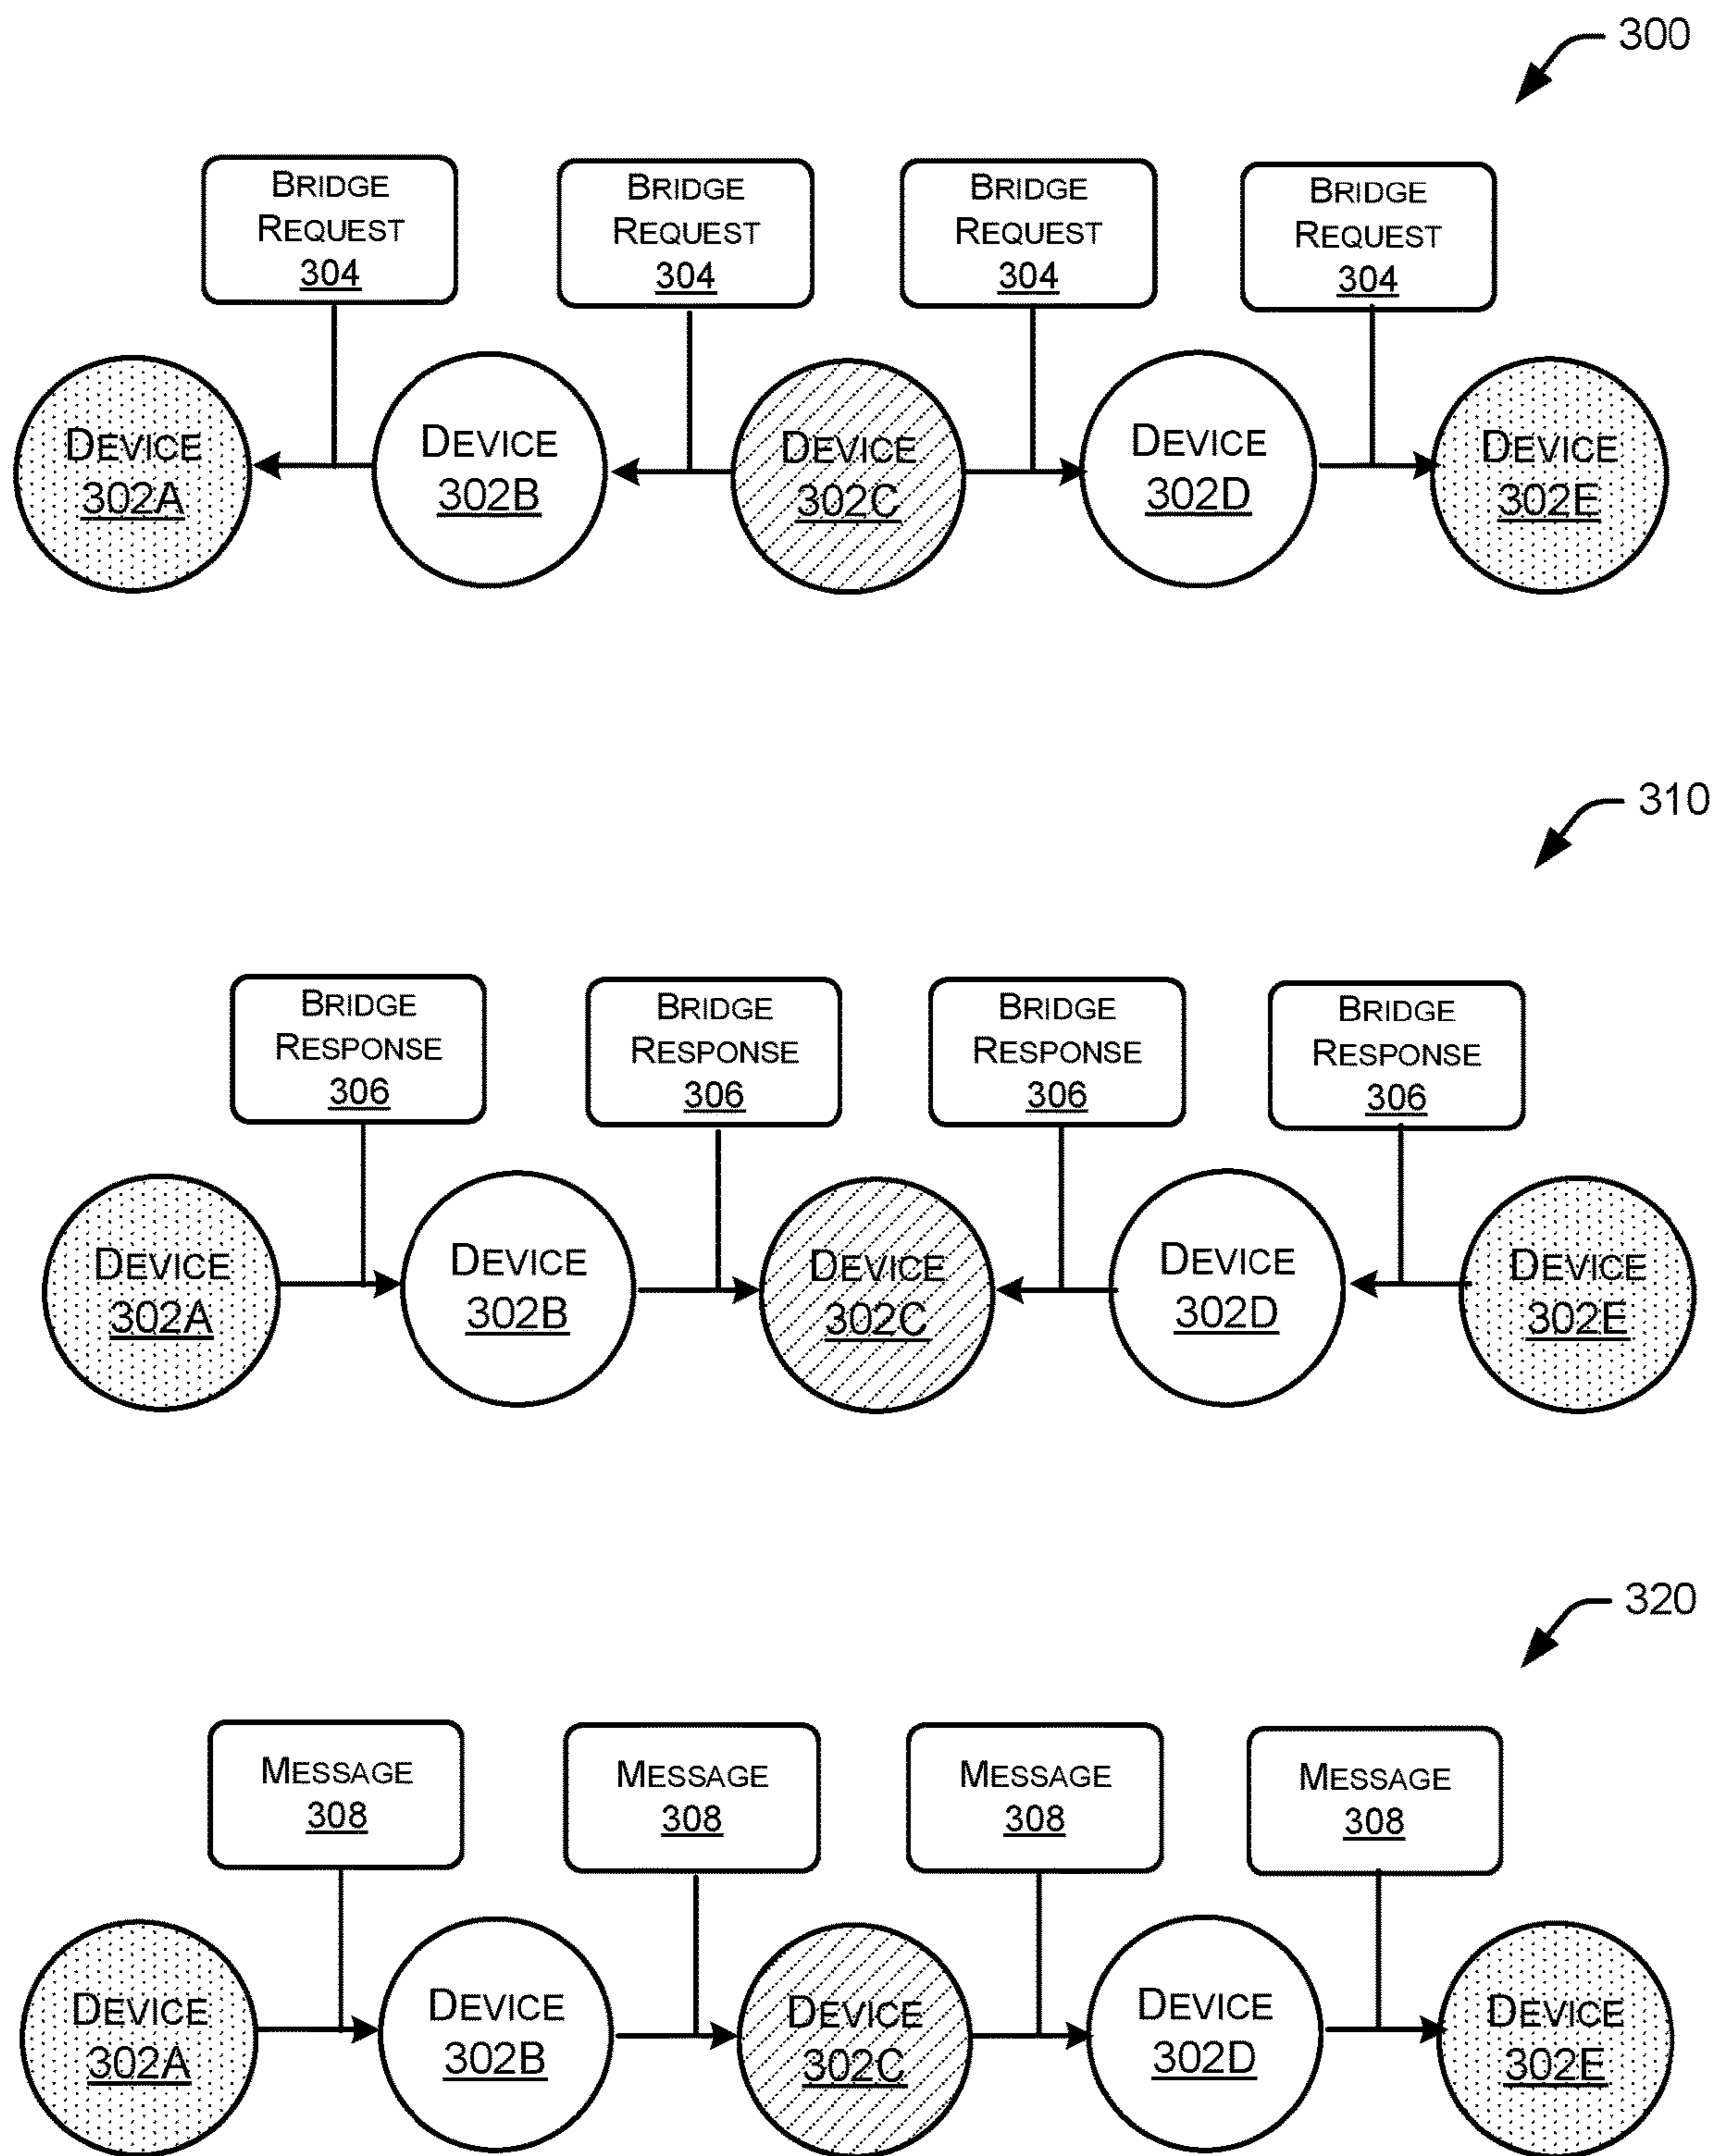 300
BRIDGE
REQUEST
304
BRIDGE
REQUEST
304
BRIDGE
REQUEST
304
BRIDGE
REQUEST
304
DEVICE
302A
DEVICE
302B
DEVICE
302C
DEVICE
302D
DEVICE
302E
310
BRIDGE
RESPONSE
306
BRIDGE
RESPONSE
306
BRIDGE
RESPONSE
306
BRIDGE
RESPONSE
306
DEVICE
302A
DEVICE
302B
DEVICE
302C
DEVICE
302D
DEVICE
302E
320
MESSAGE
308
MESSAGE
308
MESSAGE
308
MESSAGE
308
DEVICE
302A
DEVICE
302B
DEVICE
302C
DEVICE
302D
DEVICE
302E